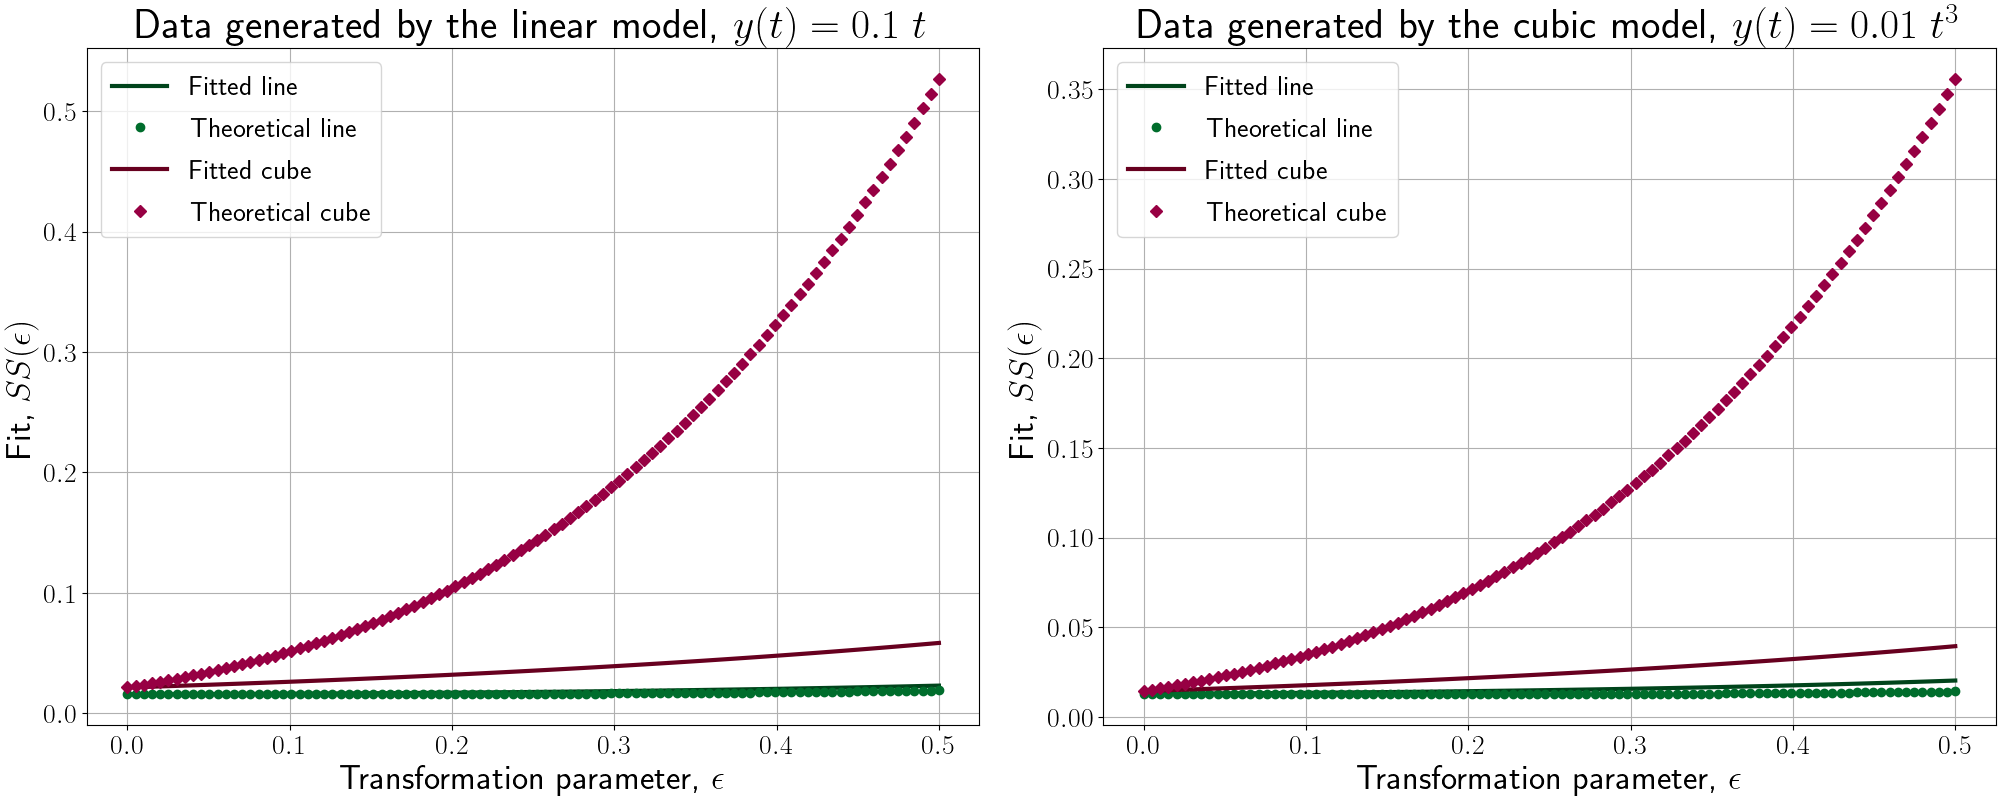 Data generated by the linear model, y(t) = 0.1 t
Fitted line
Theoretical line
Fitted cube
Theoretical cube
Fit, SS(ϵ)
0.5
0.4
0.3
0.2
0.1
0.0
0.0 0.1 0.2 0.3 0.4 0.5
Transformation parameter, ϵ
Data generated by the cubic model, y(t) = 0.01 t³
Fitted line
Theoretical line
Fitted cube
Theoretical cube
Fit, SS(ϵ)
0.35
0.30
0.25
0.20
0.15
0.10
0.05
0.00
0.0 0.1 0.2 0.3 0.4 0.5
Transformation parameter, ϵ